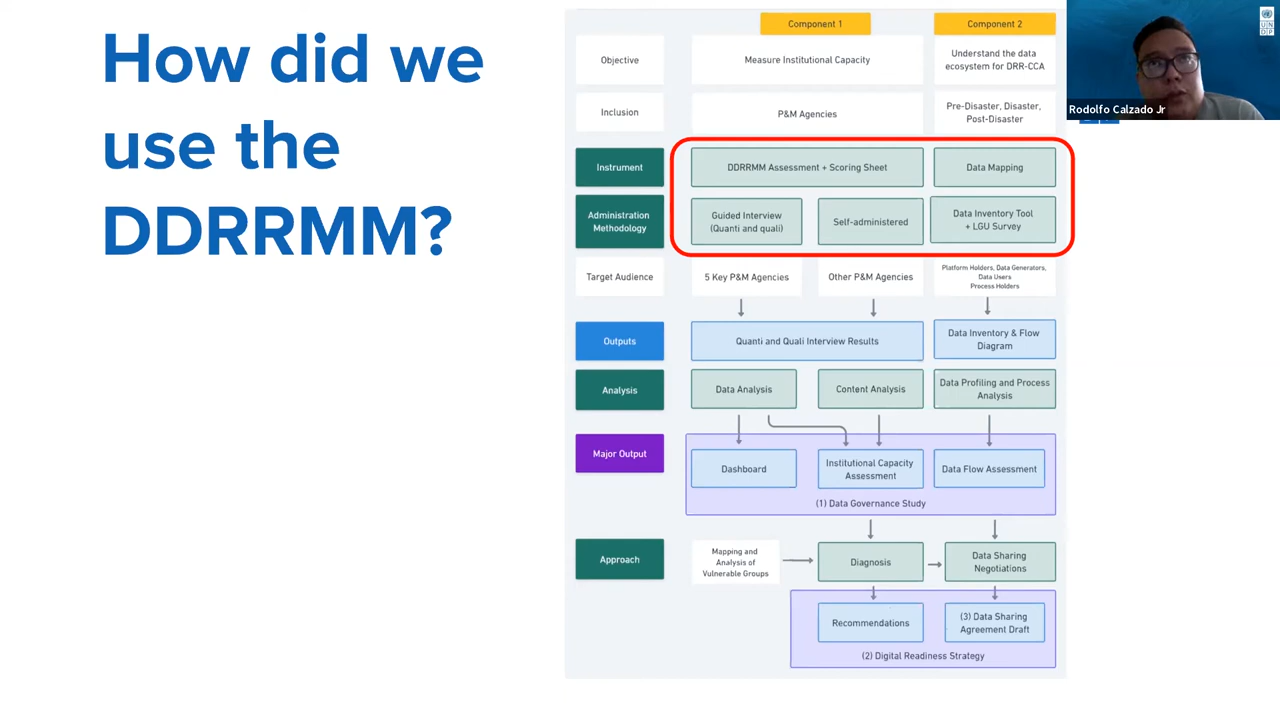 How did we
use the
DDRRMM?
Component 1
Component 2
Objective
Measure Institutional Capacity
Understand the data
ecosystem for DRR-CCA
Inclusion
P&M Agencies
Pre-Disaster, Disaster,
Post-Disaster
Instrument
DDRRMM Assessment + Scoring Sheet
Data Mapping
Administration
Methodology
Guided Interview
(Quanti and quali)
Self-administered
Data Inventory Tool
+ LGU Survey
Target Audience
5 Key P&M Agencies
Other P&M Agencies
Platform Holders, Data Generators,
Data Users
Process Holders
Outputs
Quanti and Quali Interview Results
Data Inventory & Flow
Diagram
Analysis
Data Analysis
Content Analysis
Data Profiling and Process
Analysis
Major Output
Dashboard
Institutional Capacity
Assessment
Data Flow Assessment
(1) Data Governance Study
Approach
Mapping and
Analysis of
Vulnerable Groups
Diagnosis
Data Sharing
Negotiations
Recommendations
(3) Data Sharing
Agreement Draft
(2) Digital Readiness Strategy
Rodolfo Calzado Jr
U N
D P